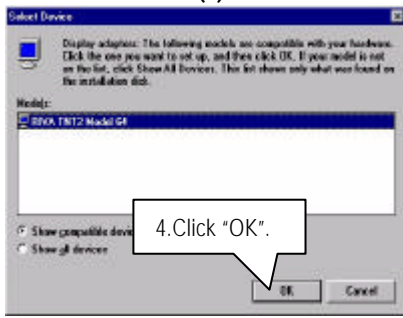 Select Device
Display adapters: The following models are compatible with your hardware.
Click the one you want to set up, and then click OK. If your model is not
on the list, click Show All Devices. This list shows only what was found on
the installation disk.
Models:
RIVA TNT2 Model 64
Show compatible devi
Show all devices
4.Click "OK".
OK
Cancel